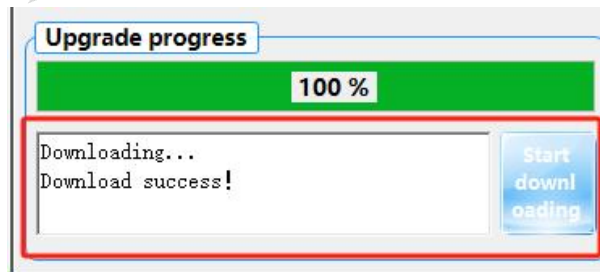 Upgrade progress
100 %
Downloading...
Download success!
Start
downl
oading